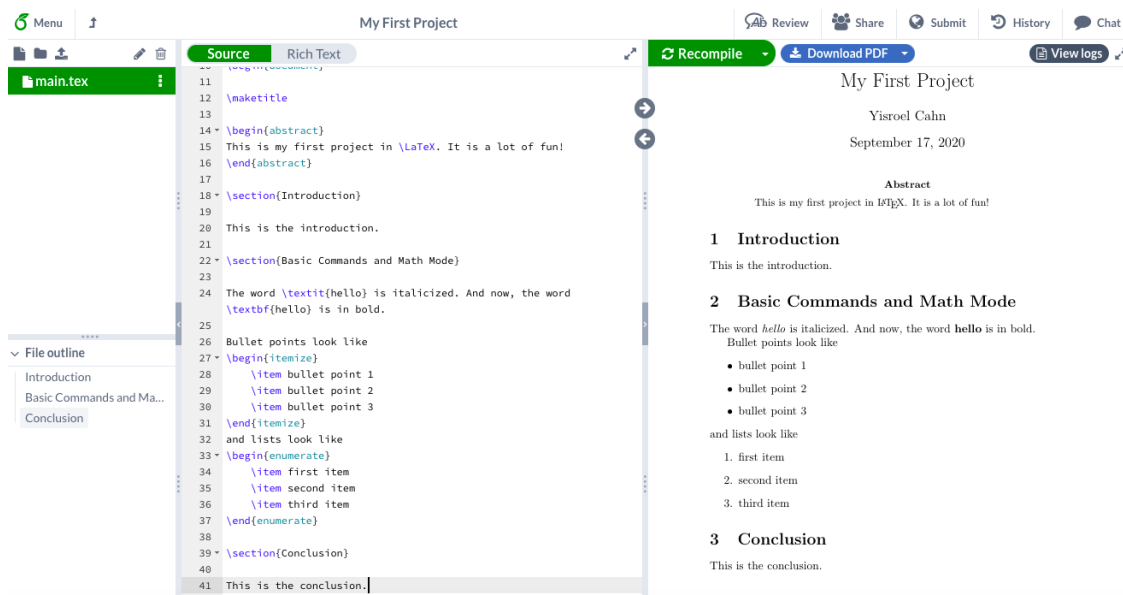 Menu
My First Project
Review
Share
Submit
History
Chat
Source
Rich Text
Recompile
Download PDF
View logs
main.tex
File outline
Introduction
Basic Commands and Ma...
Conclusion
10 \begin{document}
11
12 \maketitle
13
14 \begin{abstract}
15 This is my first project in \LaTeX. It is a lot of fun!
16 \end{abstract}
17
18 \section{Introduction}
19
20 This is the introduction.
21
22 \section{Basic Commands and Math Mode}
23
24 The word \textit{hello} is italicized. And now, the word
\textbf{hello} is in bold.
25
26 Bullet points look like
27 \begin{itemize}
28 \item bullet point 1
29 \item bullet point 2
30 \item bullet point 3
31 \end{itemize}
32 and lists look like
33 \begin{enumerate}
34 \item first item
35 \item second item
36 \item third item
37 \end{enumerate}
38
39 \section{Conclusion}
40
41 This is the conclusion.
My First Project
Yisroel Cahn
September 17, 2020
Abstract
This is my first project in LaTeX. It is a lot of fun!
1 Introduction
This is the introduction.
2 Basic Commands and Math Mode
The word hello is italicized. And now, the word hello is in bold.
Bullet points look like
• bullet point 1
• bullet point 2
• bullet point 3
and lists look like
1. first item
2. second item
3. third item
3 Conclusion
This is the conclusion.